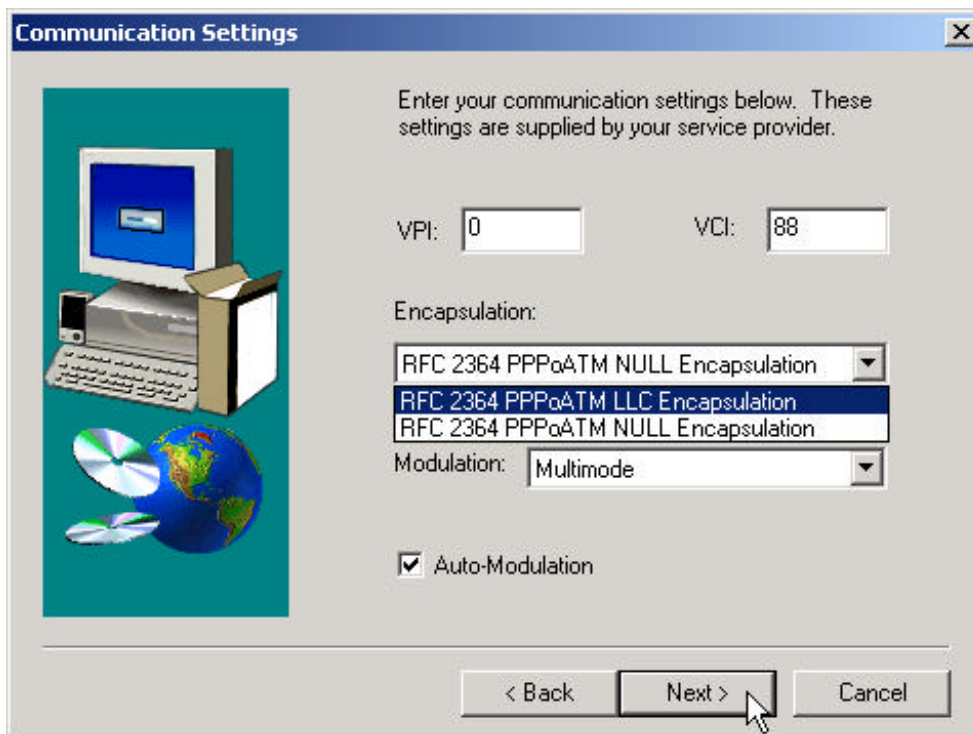 Communication Settings
Enter your communication settings below. These
settings are supplied by your service provider.
VPI: 0 VCI: 88
Encapsulation:
RFC 2364 PPPoATM NULL Encapsulation
RFC 2364 PPPoATM LLC Encapsulation
RFC 2364 PPPoATM NULL Encapsulation
Modulation: Multimode
Auto-Modulation
< Back Next > Cancel